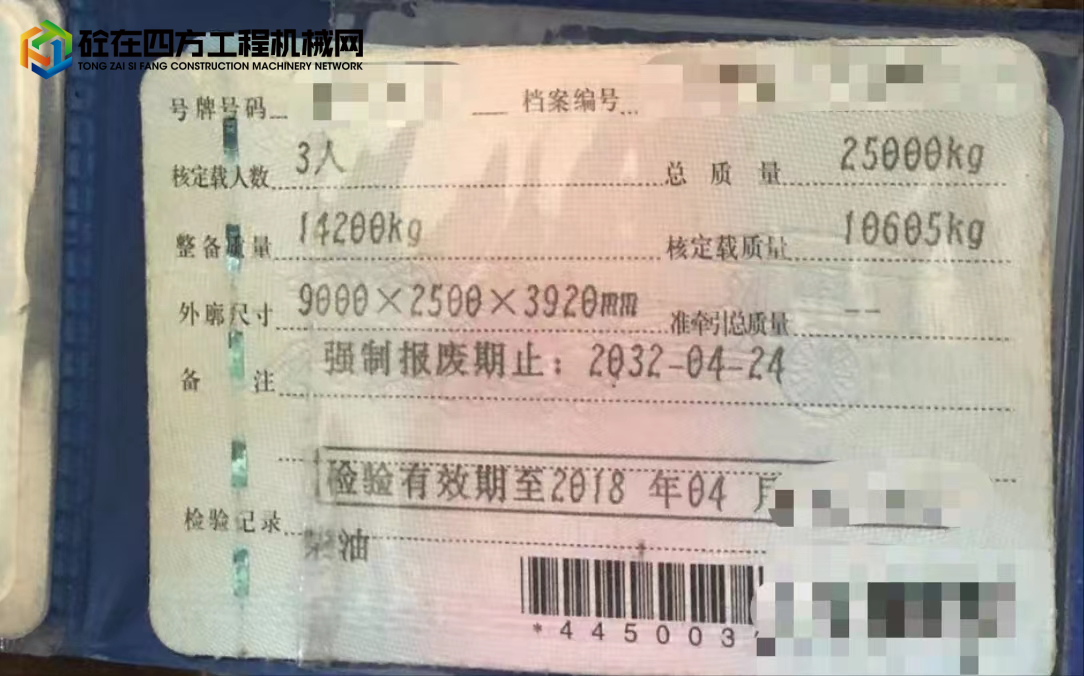 砼在四方工程机械网
TONG ZAI SI FANG CONSTRUCTION MACHINERY NETWORK
号牌号码 档案编号
核定载人数 3人 总质量 25000kg
整备质量 14200kg 核定载质量 10605kg
外廓尺寸 9000×2500×3920mm 准牵引总质量 --
备注 强制报废期止：2032-04-24
检验有效期至2018 年04 月
检验记录
柴油
*445003